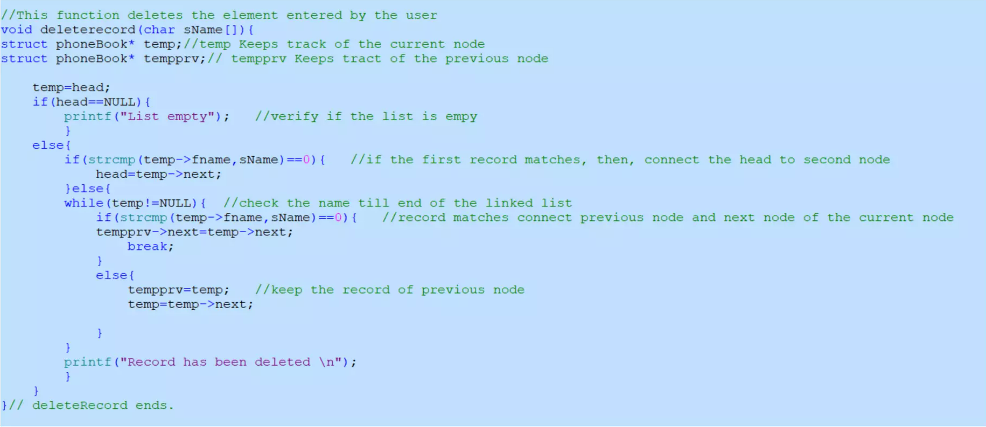 //This function deletes the element entered by the user
void deleterecord(char sName[]){
struct phoneBook* temp;//temp Keeps track of the current node
struct phoneBook* tempprv;// tempprv Keeps tract of the previous node

    temp=head;
    if(head==NULL){
        printf("List empty");   //verify if the list is empy
        }
    else{
        if(strcmp(temp->fname,sName)==0){   //if the first record matches, then, connect the head to second node
            head=temp->next;
        }else{
        while(temp!=NULL){  //check the name till end of the linked list
            if(strcmp(temp->fname,sName)==0){   //record matches connect previous node and next node of the current node
            tempprv->next=temp->next;
                break;
            }
            else{
                tempprv=temp;   //keep the record of previous node
                temp=temp->next;

            }
        }
        printf("Record has been deleted \n");
        }
    }
}// deleteRecord ends.